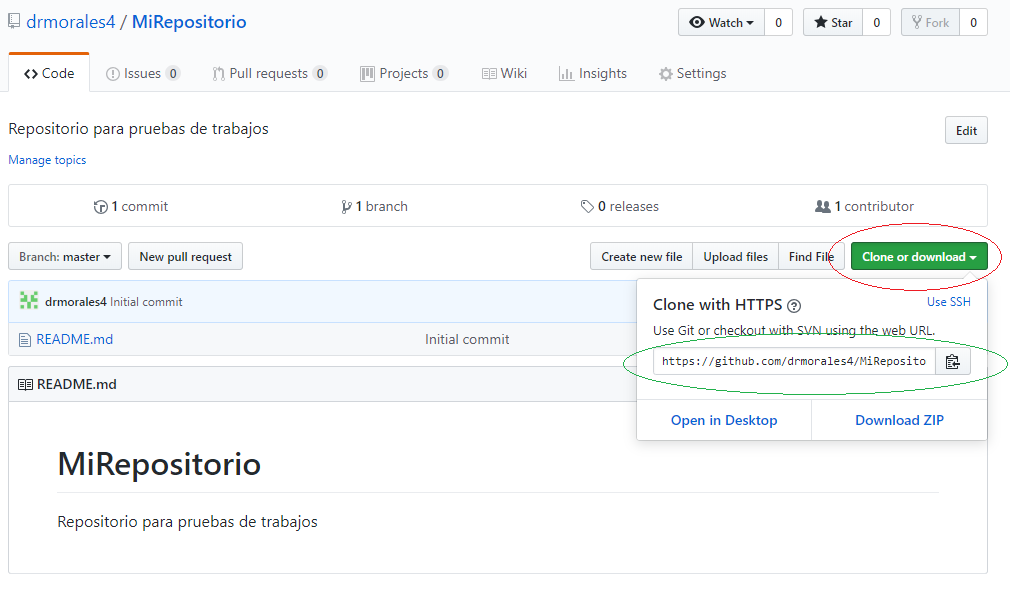 drmorales4 / MiRepositorio
Watch 0 Star 0 Fork 0
Code Issues 0 Pull requests 0 Projects 0 Wiki Insights Settings
Repositorio para pruebas de trabajos
Edit
Manage topics
1 commit 1 branch 0 releases 1 contributor
Branch: master New pull request Create new file Upload files Find File Clone or download
drmorales4 Initial commit
README.md Initial commit
Clone with HTTPS ? Use SSH
Use Git or checkout with SVN using the web URL.
https://github.com/drmorales4/MiReposito
Open in Desktop Download ZIP
README.md
MiRepositorio
Repositorio para pruebas de trabajos